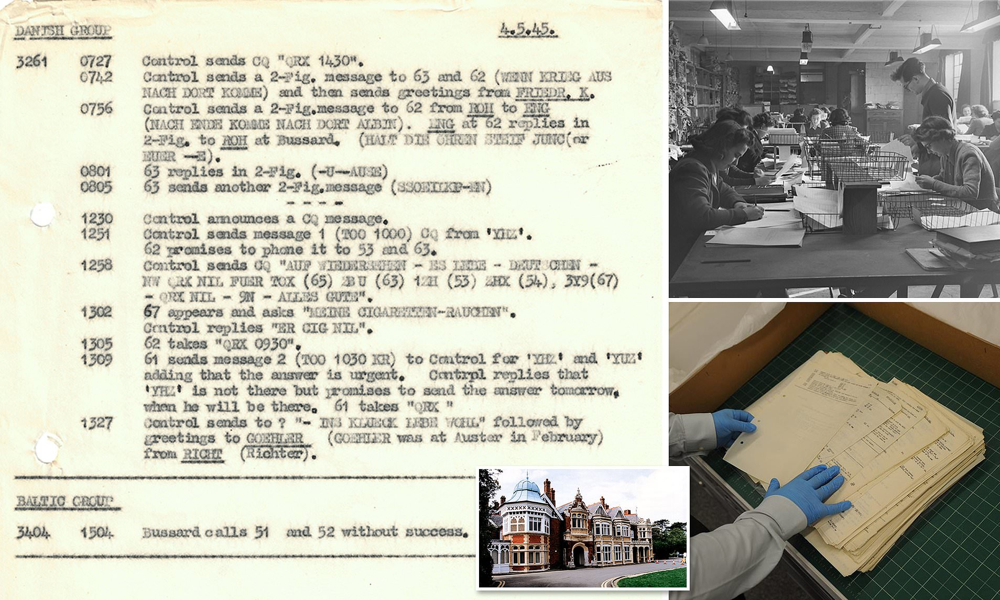 DANISH GROUP 4.5.45.
3261 0727 Control sends CQ "QRX 1430".
0742 Control sends a 2-Fig. message to 63 and 62 (WENN KRIEG AUS
NACH DORT KOMME) and then sends greetings from FRIEDR. K.
0756 Control sends a 2-Fig.message to 62 from ROH to ENG
(NACH ENDE KOMME NACH DORT ALBIN). ENG at 62 replies in
2-Fig. to ROH at Bussard. (HALT DIE OHREN STEIF JUNG(or
EUER —E).
0801 63 replies in 2-Fig. (-U—AUSE)
0805 63 sends another 2-Fig.message (SSOEIIKP-EN)
- - - -
1230 Control announces a CQ message.
1251 Control sends message 1 (TOO 1000) CQ from 'YHZ'.
62 promises to phone it to 53 and 63.
1258 Control sends CQ "AUF WIEDERSEHEN - ES LEBE - DEUTSCHEN -
NW QRX NIL FUER TOX (65) ZBU (63) 1ZH (53) ZHX (54), 3Y9(67)
- QRX NIL - 9N - ALLES GUTE".
1302 67 appears and asks "MEINE CIGARETTEN-RAUCHEN".
Control replies "ER CIG NIL".
1305 62 takes "QRX 0930".
1309 61 sends message 2 (TOO 1030 KR) to Control for 'YHZ' and 'YUZ'
adding that the answer is urgent. Contrpl replies that
'YHZ' is not there but promises to send the answer tomorrow,
when he will be there. 61 takes "QRX "
1327 Control sends to ? "- INS KLUECK LEBE WOHL" followed by
greetings to GOEHLER (GOEHLER was at Auster in February)
from RICHT (Richter).
BALTIC GROUP
3404 1504 Bussard calls 51 and 52 without success.